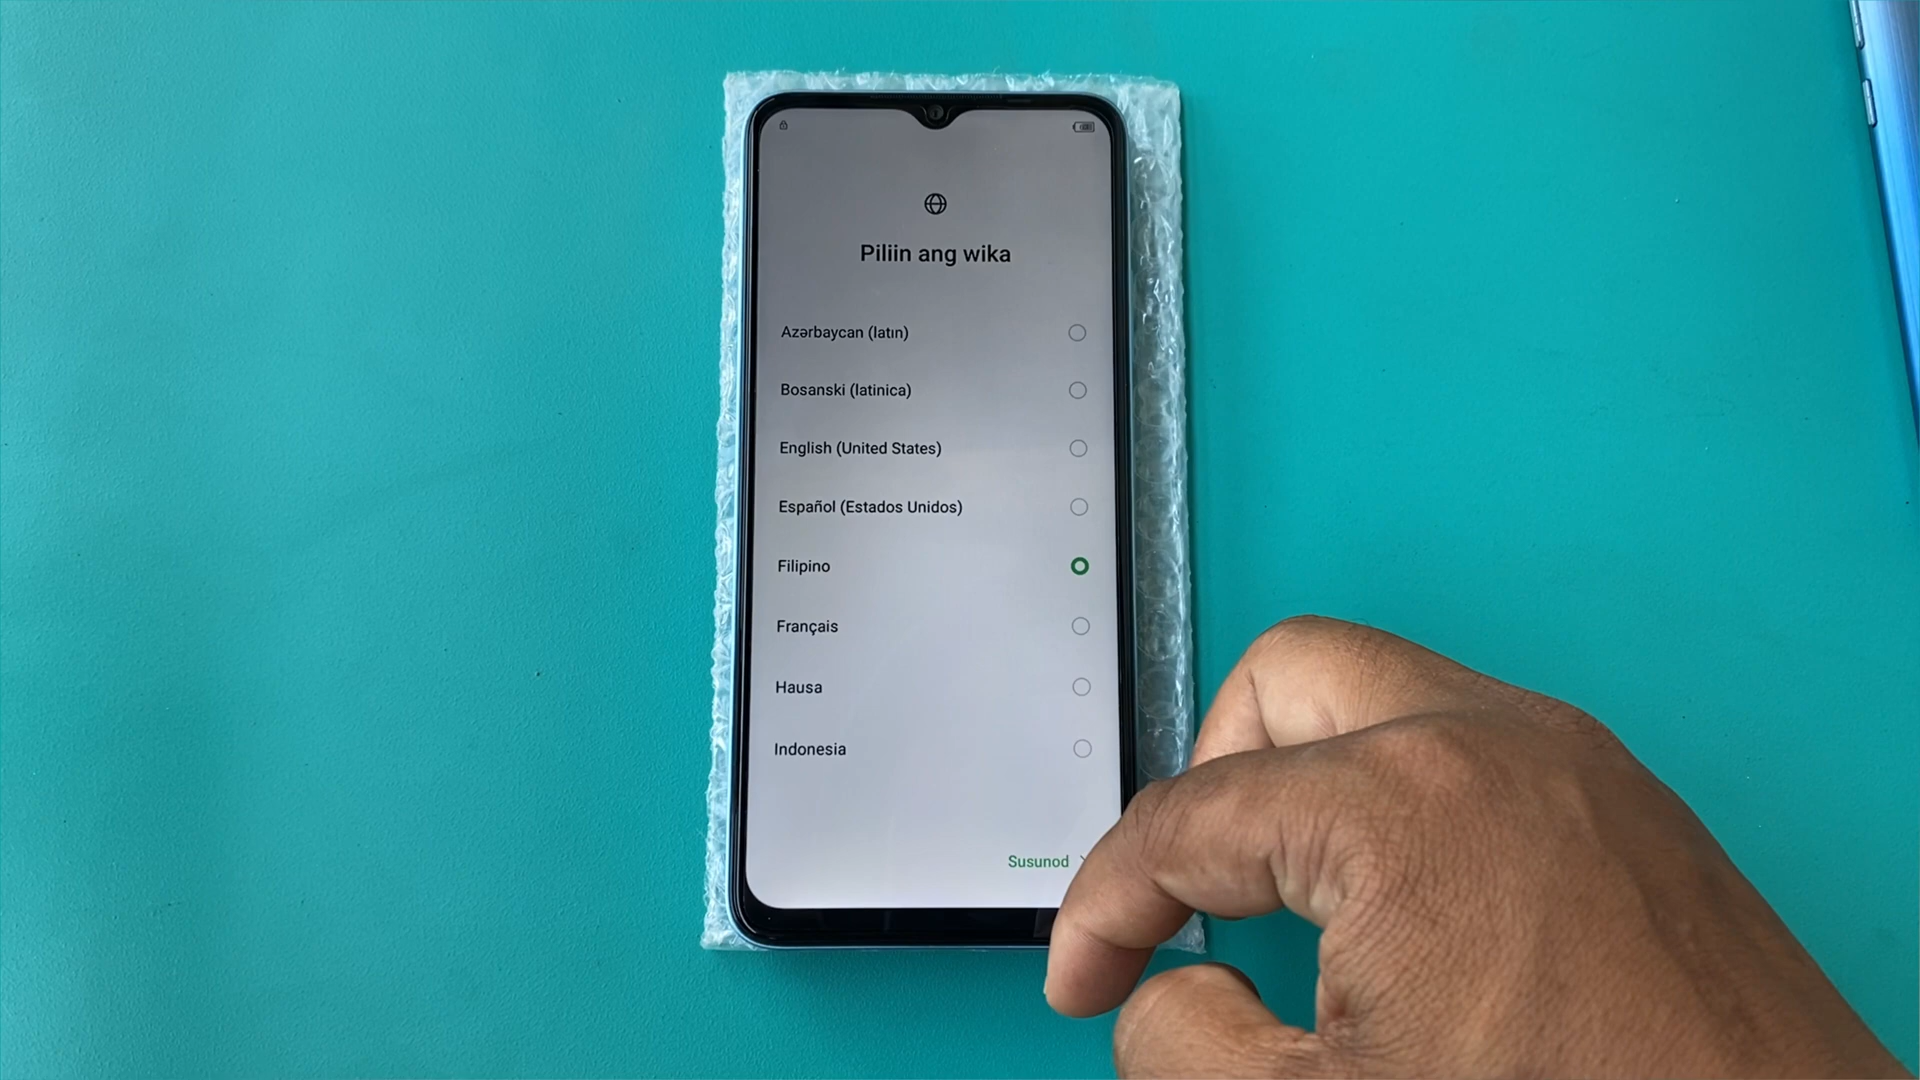 Piliin ang wika
Azərbaycan (latın)
Bosanski (latinica)
English (United States)
Español (Estados Unidos)
Filipino
Français
Hausa
Indonesia
Susunod